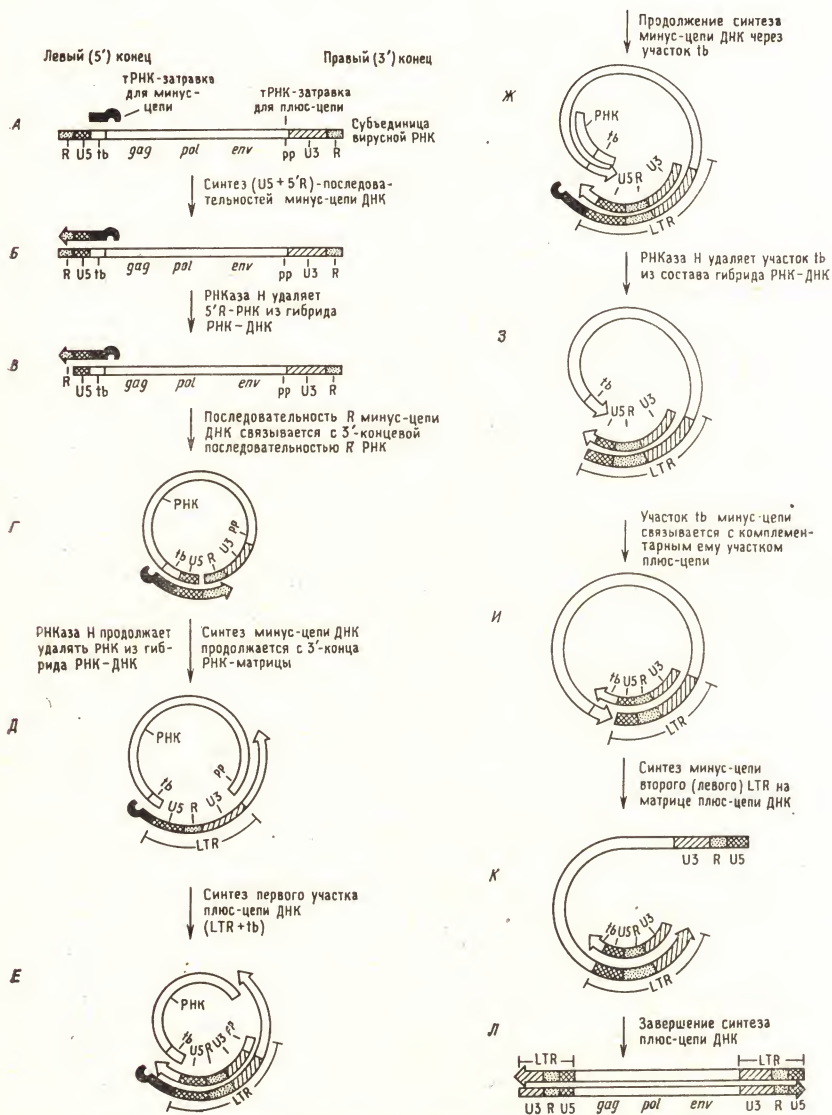 Левый (5′) конец
Правый (3′) конец
тРНК-затравка
для минус-
цепи
тРНК-затравка
для плюс-цепи
А
Субъединица
вирусной РНК
R U5 tb gag pol env pp U3 R
Синтез (U5 + 5′R)-последова-
тельностей минус-цепи ДНК
Б
R U5 tb gag pol env pp U3 R
РНКаза Н удаляет
5′R-РНК из гибрида
РНК–ДНК
В
R U5 tb gag pol env pp U3 R
Последовательность R минус-цепи
ДНК связывается с 3′-концевой
последовательностью R РНК
Г
РНК
tb U5 R U3 pp
РНКаза Н продолжает
удалять РНК из гиб-
рида РНК-ДНК
Синтез минус-цепи ДНК
продолжается с 3′-конца
РНК-матрицы
Д
РНК
tb U5 R U3 pp
LTR
Синтез первого участка
плюс-цепи ДНК
(LTR+tb)
Е
РНК
tb U5 R U3 pp
LTR
Продолжение синтеза
минус-цепи ДНК через
участок tb
Ж
РНК
tb
U5 R U3
LTR
РНКаза Н удаляет участок tb
из состава гибрида РНК-ДНК
З
tb
U5 R U3
LTR
Участок tb минус-цепи
связывается с комплемен-
тарным ему участком
плюс-цепи
И
tb U5 R U3
LTR
Синтез минус-цепи
второго (левого) LTR на
матрице плюс-цепи ДНК
К
U3 R U5
tb U5 R U3
LTR
Завершение синтеза
плюс-цепи ДНК
Л
LTR LTR
U3 R U5 gag pol env U3 R U5